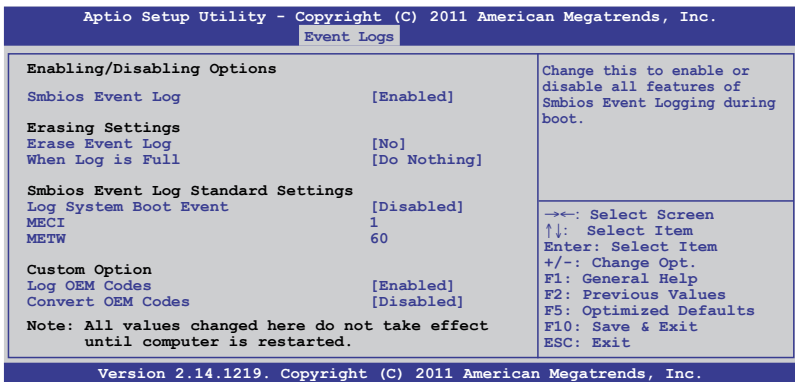 Aptio Setup Utility - Copyright (C) 2011 American Megatrends, Inc.
Event Logs
Enabling/Disabling Options
Smbios Event Log [Enabled]
Erasing Settings
Erase Event Log [No]
When Log is Full [Do Nothing]
Smbios Event Log Standard Settings
Log System Boot Event [Disabled]
MECI 1
METW 60
Custom Option
Log OEM Codes [Enabled]
Convert OEM Codes [Disabled]
Note: All values changed here do not take effect
until computer is restarted.
Change this to enable or
disable all features of
Smbios Event Logging during
boot.
→←: Select Screen
↑↓: Select Item
Enter: Select Item
+/-: Change Opt.
F1: General Help
F2: Previous Values
F5: Optimized Defaults
F10: Save & Exit
ESC: Exit
Version 2.14.1219. Copyright (C) 2011 American Megatrends, Inc.